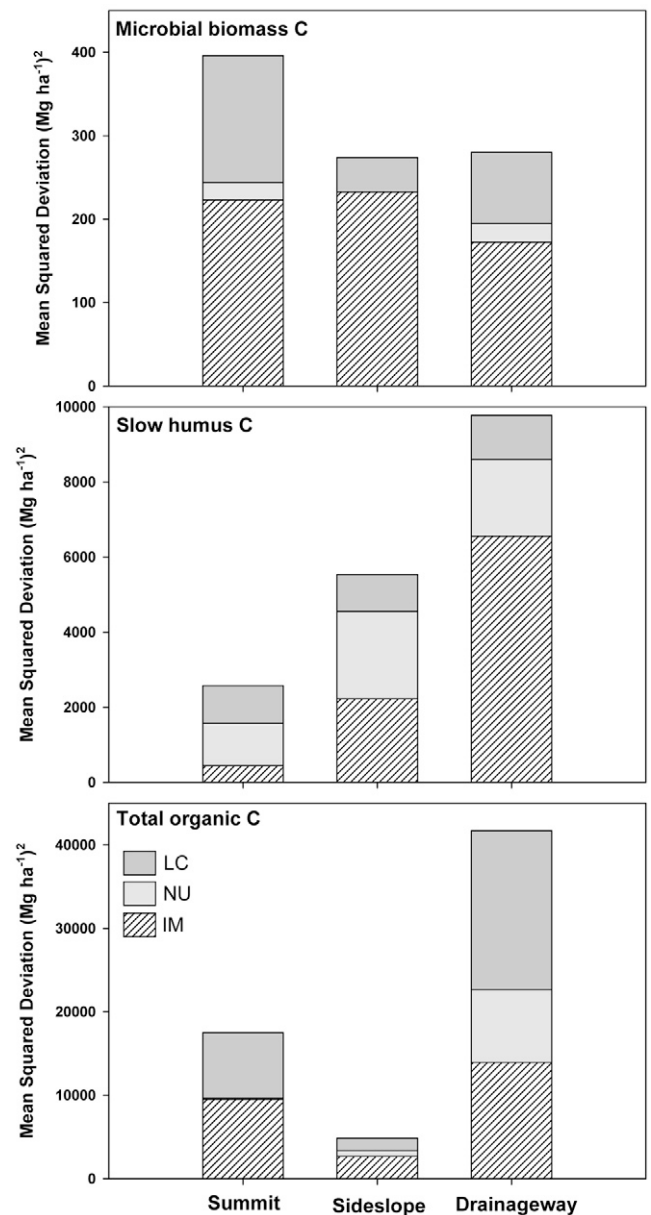 Microbial biomass C
Mean Squared Deviation (Mg ha⁻¹)²
400
300
200
100
0
Slow humus C
Mean Squared Deviation (Mg ha⁻¹)²
10000
8000
6000
4000
2000
0
Total organic C
Mean Squared Deviation (Mg ha⁻¹)²
LC
NU
IM
40000
30000
20000
10000
0
Summit Sideslope Drainageway